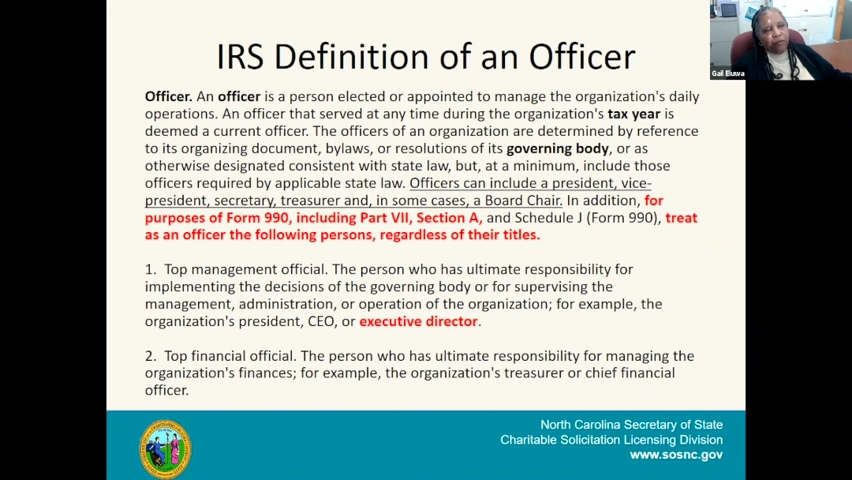 IRS Definition of an Officer
Gail Eluwa
Officer. An officer is a person elected or appointed to manage the organization's daily
operations. An officer that served at any time during the organization's tax year is
deemed a current officer. The officers of an organization are determined by reference
to its organizing document, bylaws, or resolutions of its governing body, or as
otherwise designated consistent with state law, but, at a minimum, include those
officers required by applicable state law. Officers can include a president, vice-
president, secretary, treasurer and, in some cases, a Board Chair. In addition, for
purposes of Form 990, including Part VII, Section A, and Schedule J (Form 990), treat
as an officer the following persons, regardless of their titles.
1. Top management official. The person who has ultimate responsibility for
implementing the decisions of the governing body or for supervising the
management, administration, or operation of the organization; for example, the
organization's president, CEO, or executive director.
2. Top financial official. The person who has ultimate responsibility for managing the
organization's finances; for example, the organization's treasurer or chief financial
officer.
North Carolina Secretary of State
Charitable Solicitation Licensing Division
www.sosnc.gov